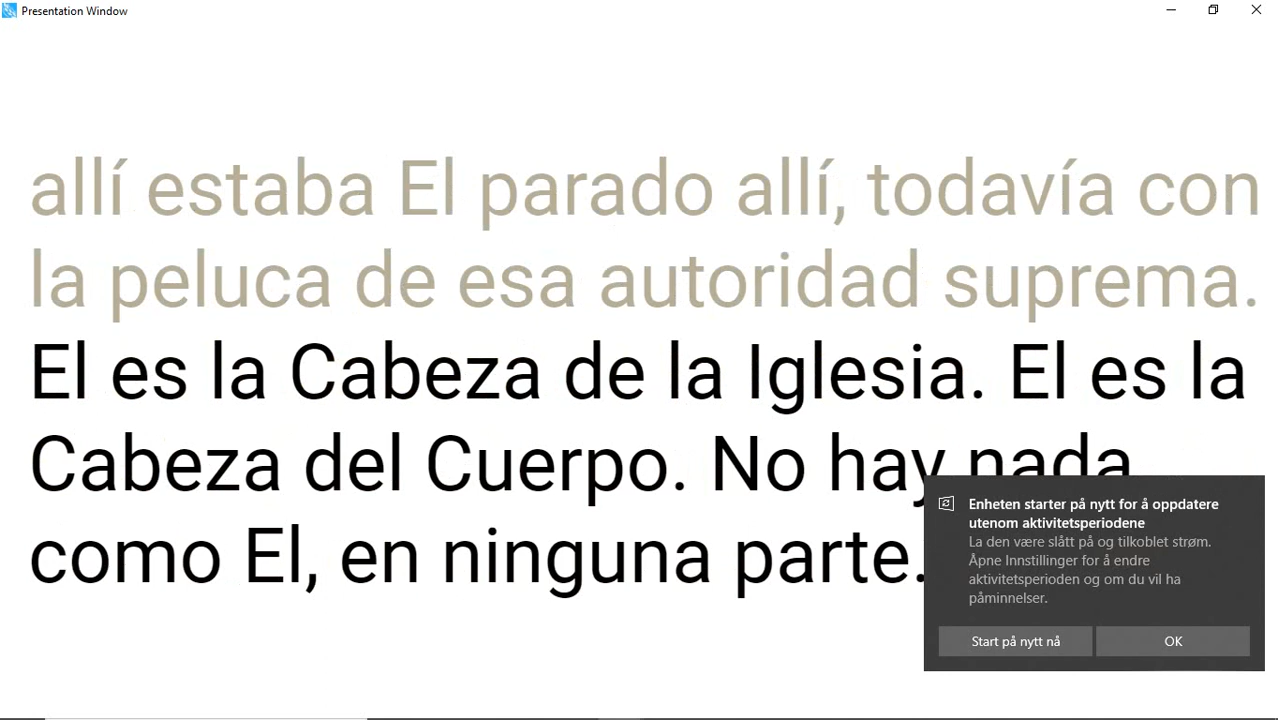 Presentation Window
allí estaba El parado allí, todavía con
la peluca de esa autoridad suprema.
El es la Cabeza de la Iglesia. El es la
Cabeza del Cuerpo. No hay nada
como El, en ninguna parte.
Enheten starter på nytt for å oppdatere
utenom aktivitetsperiodene
La den være slått på og tilkoblet strøm.
Åpne Innstillinger for å endre
aktivitetsperioden og om du vil ha
påminnelser.
Start på nytt nå
OK